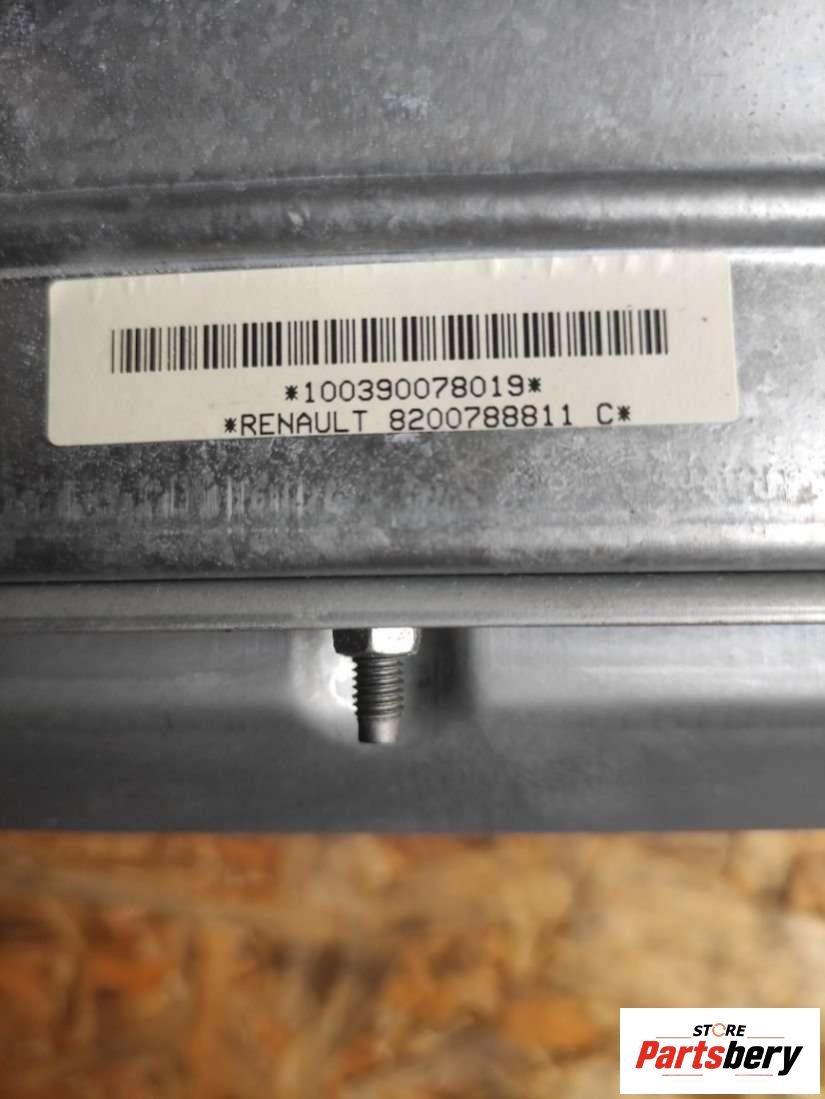 *100390078019*
*RENAULT 8200788811 C*
STORE
Partsbery